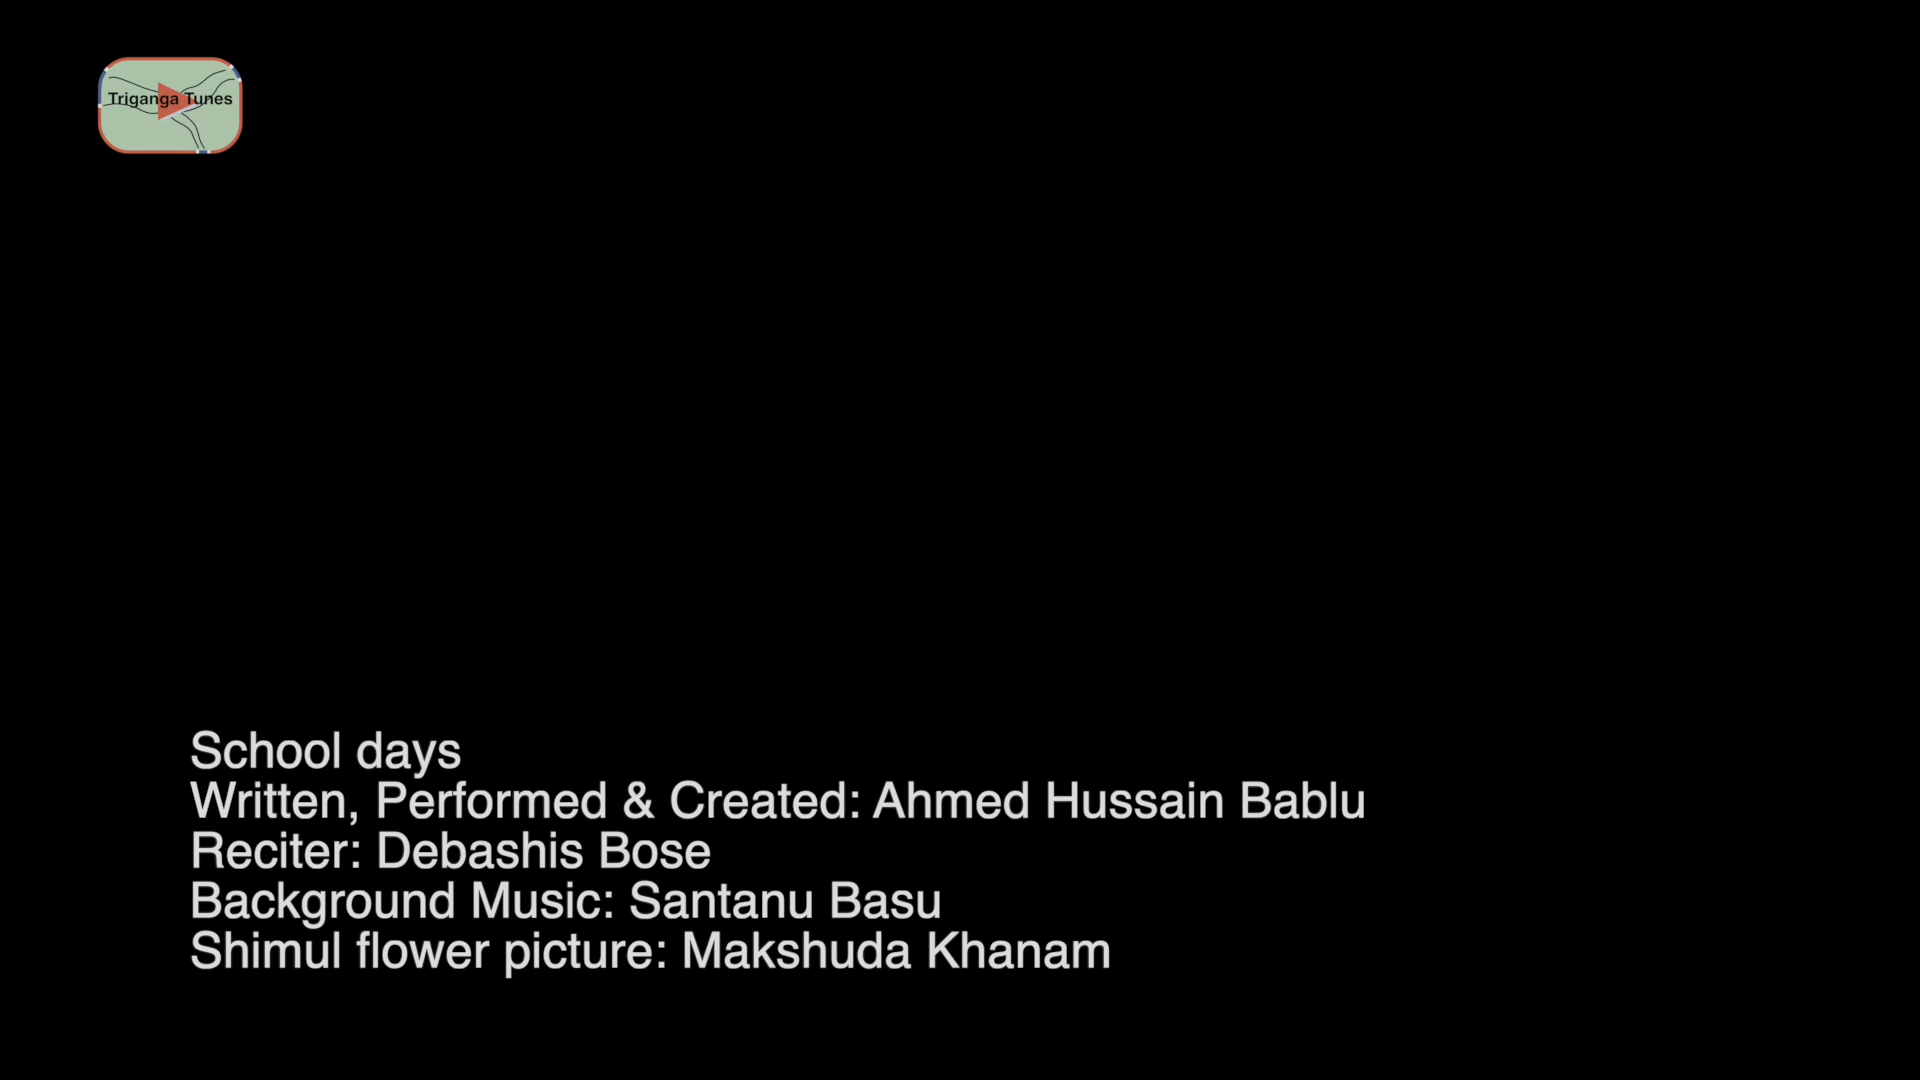 Triganga Tunes
School days
Written, Performed & Created: Ahmed Hussain Bablu
Reciter: Debashis Bose
Background Music: Santanu Basu
Shimul flower picture: Makshuda Khanam